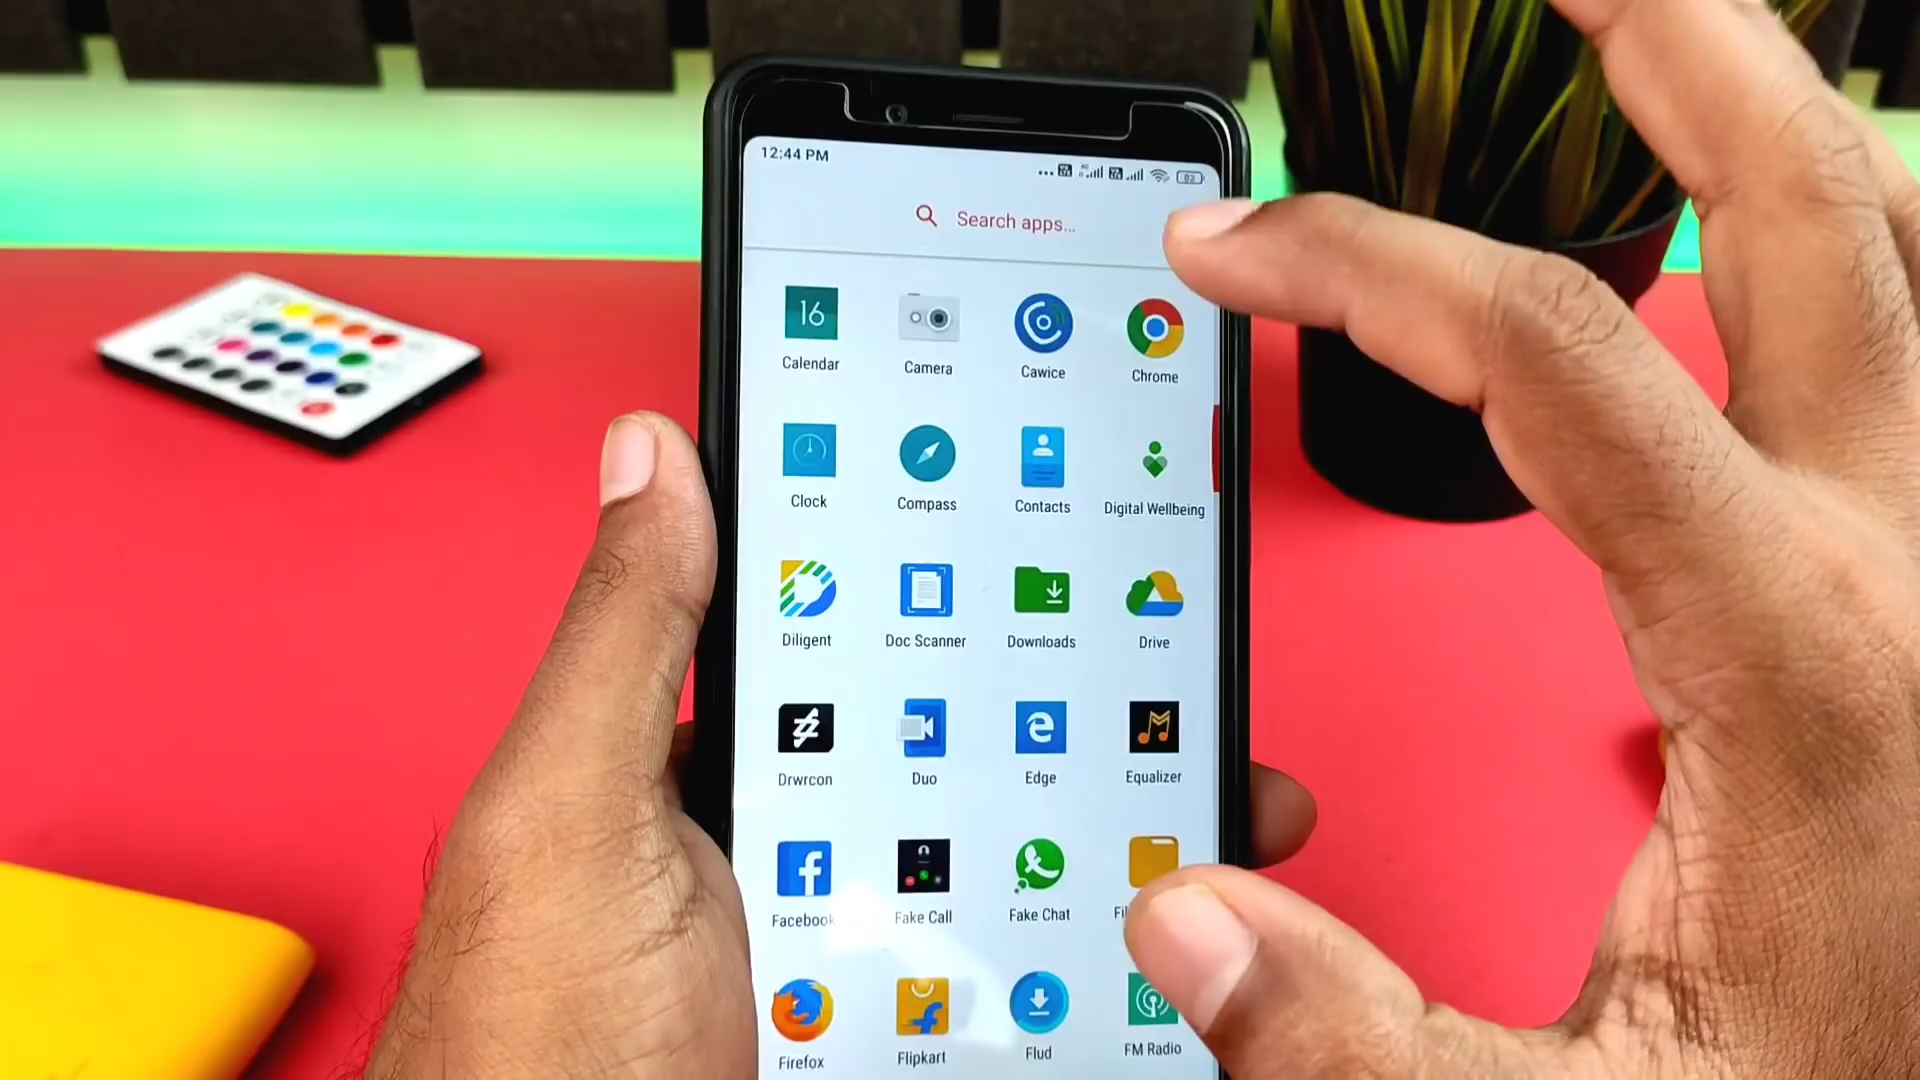 12:44 PM
82
Search apps...
16
Calendar
Camera
Cawice
Chrome
Clock
Compass
Contacts
Digital Wellbeing
Diligent
Doc Scanner
Downloads
Drive
Drwrcon
Duo
Edge
Equalizer
Facebook
Fake Call
Fake Chat
Firefox
Flipkart
Flud
FM Radio